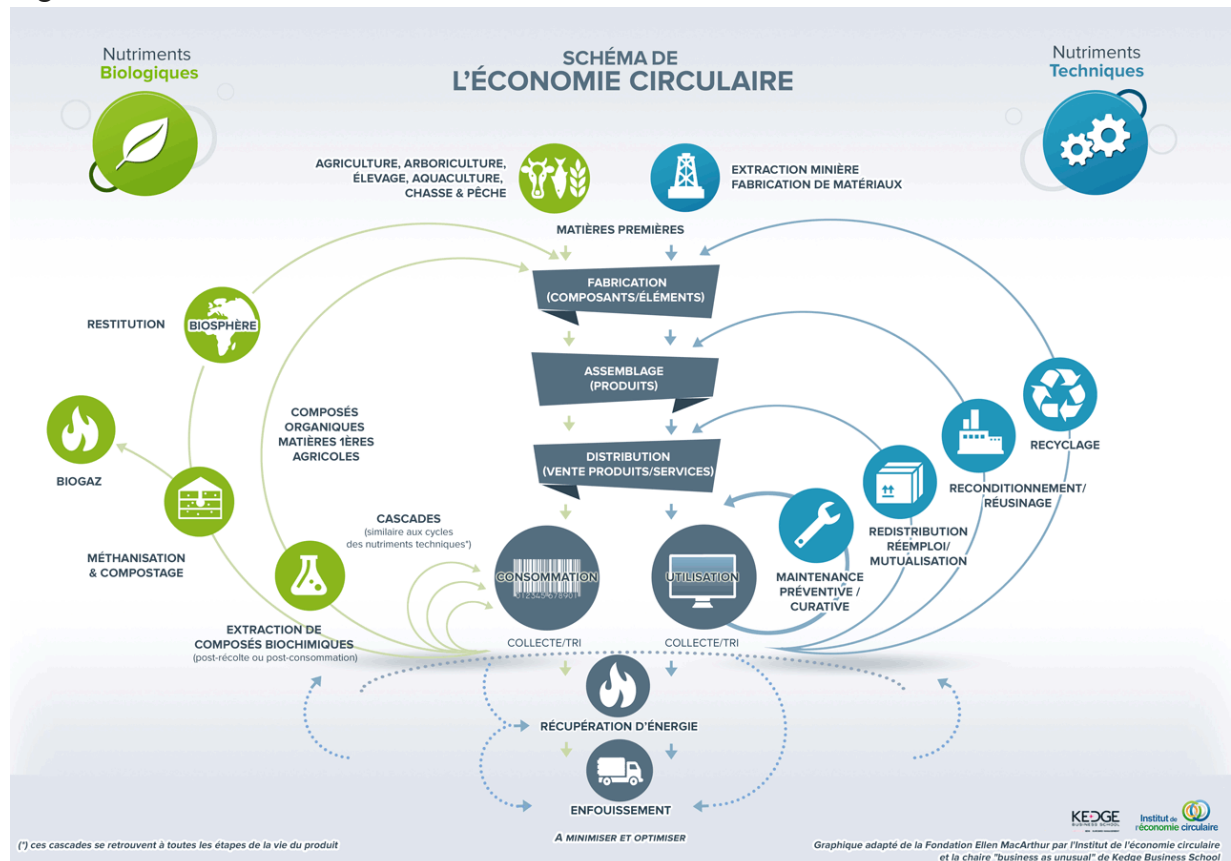 Nutriments
Biologiques
SCHÉMA DE
L'ÉCONOMIE CIRCULAIRE
Nutriments
Techniques
AGRICULTURE, ARBORICULTURE,
ÉLEVAGE, AQUACULTURE,
CHASSE & PÊCHE
EXTRACTION MINIÈRE
FABRICATION DE MATÉRIAUX
MATIÈRES PREMIÈRES
FABRICATION
(COMPOSANTS/ÉLÉMENTS)
RESTITUTION
BIOSPHÈRE
ASSEMBLAGE
(PRODUITS)
COMPOSÉS
ORGANIQUES
MATIÈRES 1ÈRES
AGRICOLES
RECYCLAGE
DISTRIBUTION
(VENTE PRODUITS/SERVICES)
BIOGAZ
RECONDITIONNEMENT/
RÉUSINAGE
CASCADES
(similaire aux cycles
des nutriments techniques*)
REDISTRIBUTION
RÉEMPLOI/
MUTUALISATION
MÉTHANISATION
& COMPOSTAGE
CONSOMMATION
012345 678901
UTILISATION
MAINTENANCE
PRÉVENTIVE /
CURATIVE
EXTRACTION DE
COMPOSÉS BIOCHIMIQUES
(post-récolte ou post-consommation)
COLLECTE/TRI
COLLECTE/TRI
RÉCUPÉRATION D'ÉNERGIE
ENFOUISSEMENT
A MINIMISER ET OPTIMISER
KEDGE
BUSINESS SCHOOL
Institut de
l'économie circulaire
(*) ces cascades se retrouvent à toutes les étapes de la vie du produit
Graphique adapté de la Fondation Ellen MacArthur par l'Institut de l'économie circulaire
et la chaire "business as unusual" de Kedge Business School